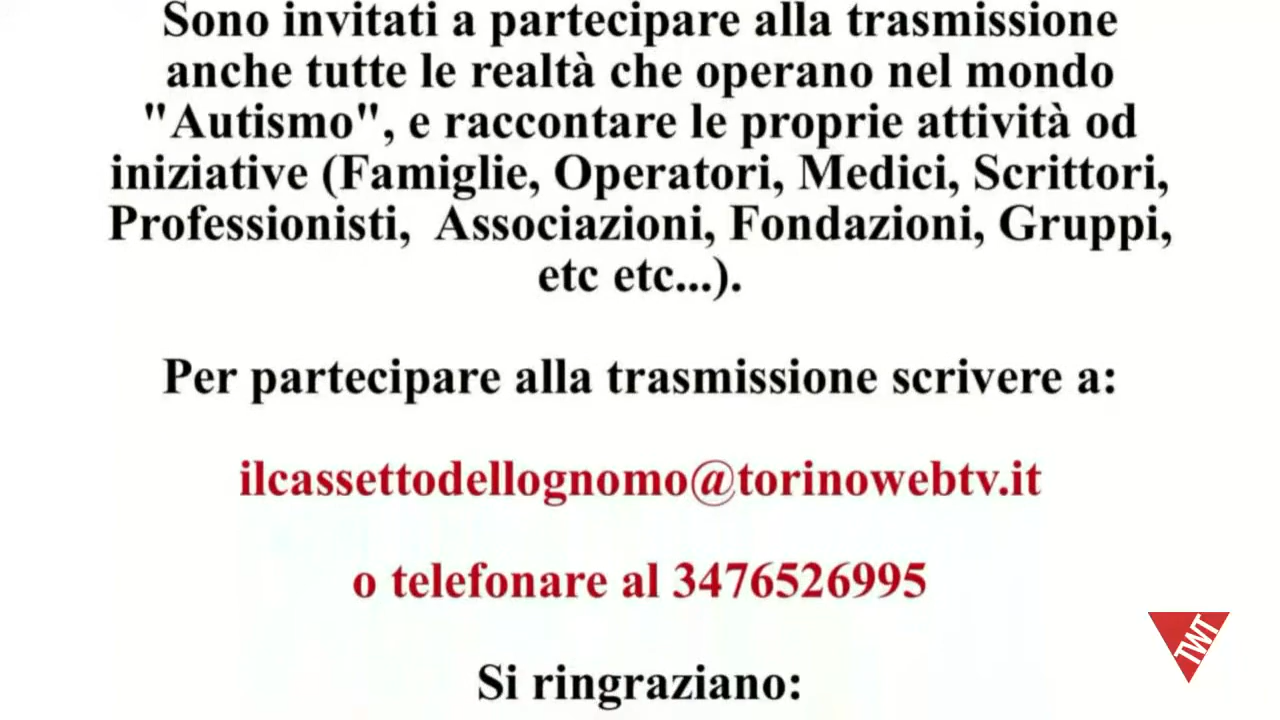 Sono invitati a partecipare alla trasmissione
anche tutte le realtà che operano nel mondo
"Autismo", e raccontare le proprie attività od
iniziative (Famiglie, Operatori, Medici, Scrittori,
Professionisti,  Associazioni, Fondazioni, Gruppi,
etc etc...).
Per partecipare alla trasmissione scrivere a:
ilcassettodellognomo@torinowebtv.it
o telefonare al 3476526995
TWT
Si ringraziano: